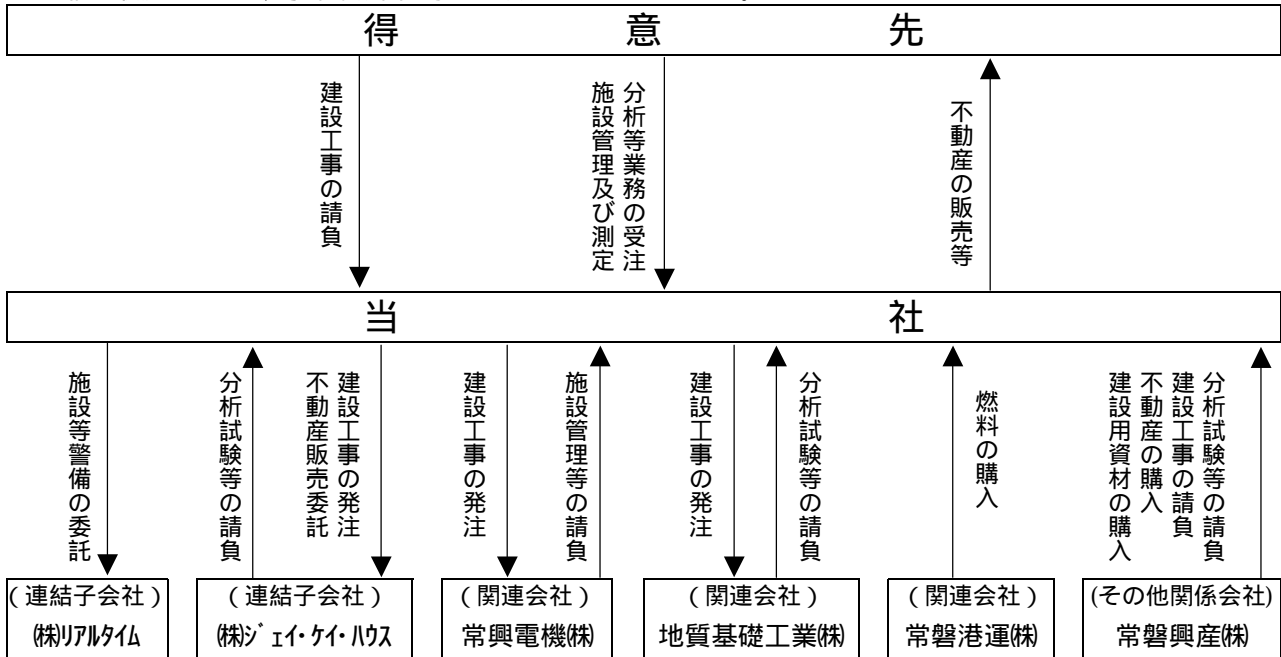 得意先
建設工事の請負
分析等業務の受注
施設管理及び測定
不動産の販売等
当社
施設等警備の委託
分析試験等の請負
建設工事の発注
不動産販売委託
建設工事の発注
施設管理等の請負
建設工事の発注
分析試験等の請負
燃料の購入
分析試験等の請負
建設工事の請負
不動産の購入
建設用資材の購入
(連結子会社)
㈱ﾘｱﾙﾀｲﾑ
(連結子会社)
㈱ｼﾞｪｲ・ｹｲ・ﾊｳｽ
(関連会社)
常興電機㈱
(関連会社)
地質基礎工業㈱
(関連会社)
常磐港運㈱
(その他関係会社)
常磐興産㈱